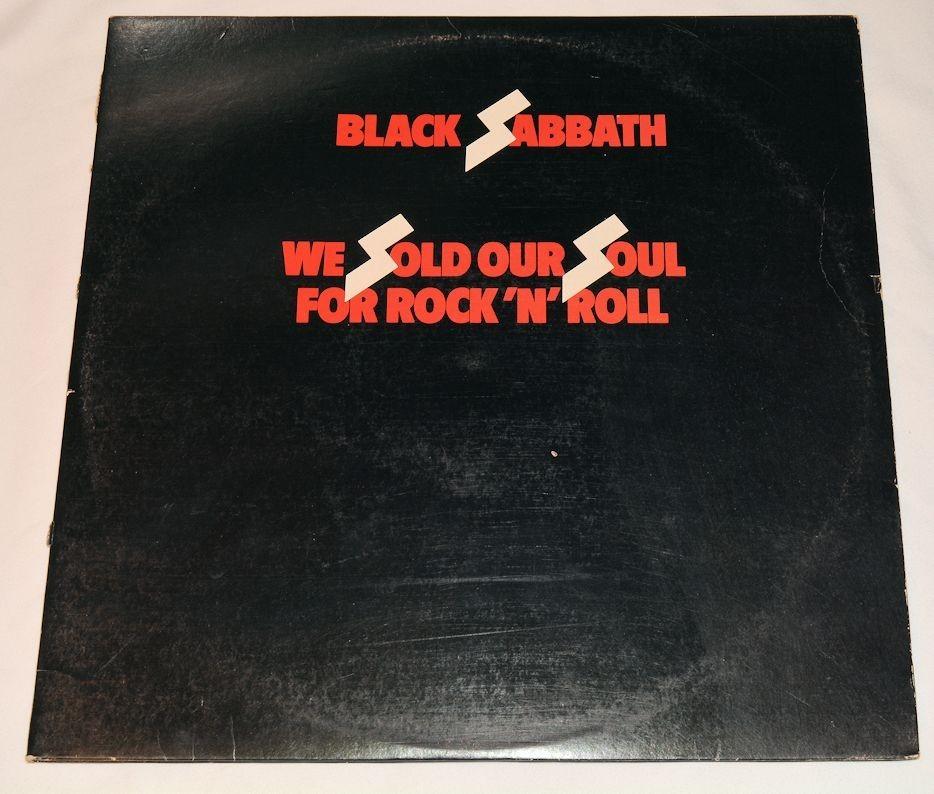 BLACK SABBATH
WE SOLD OUR SOUL
FOR ROCK 'N' ROLL